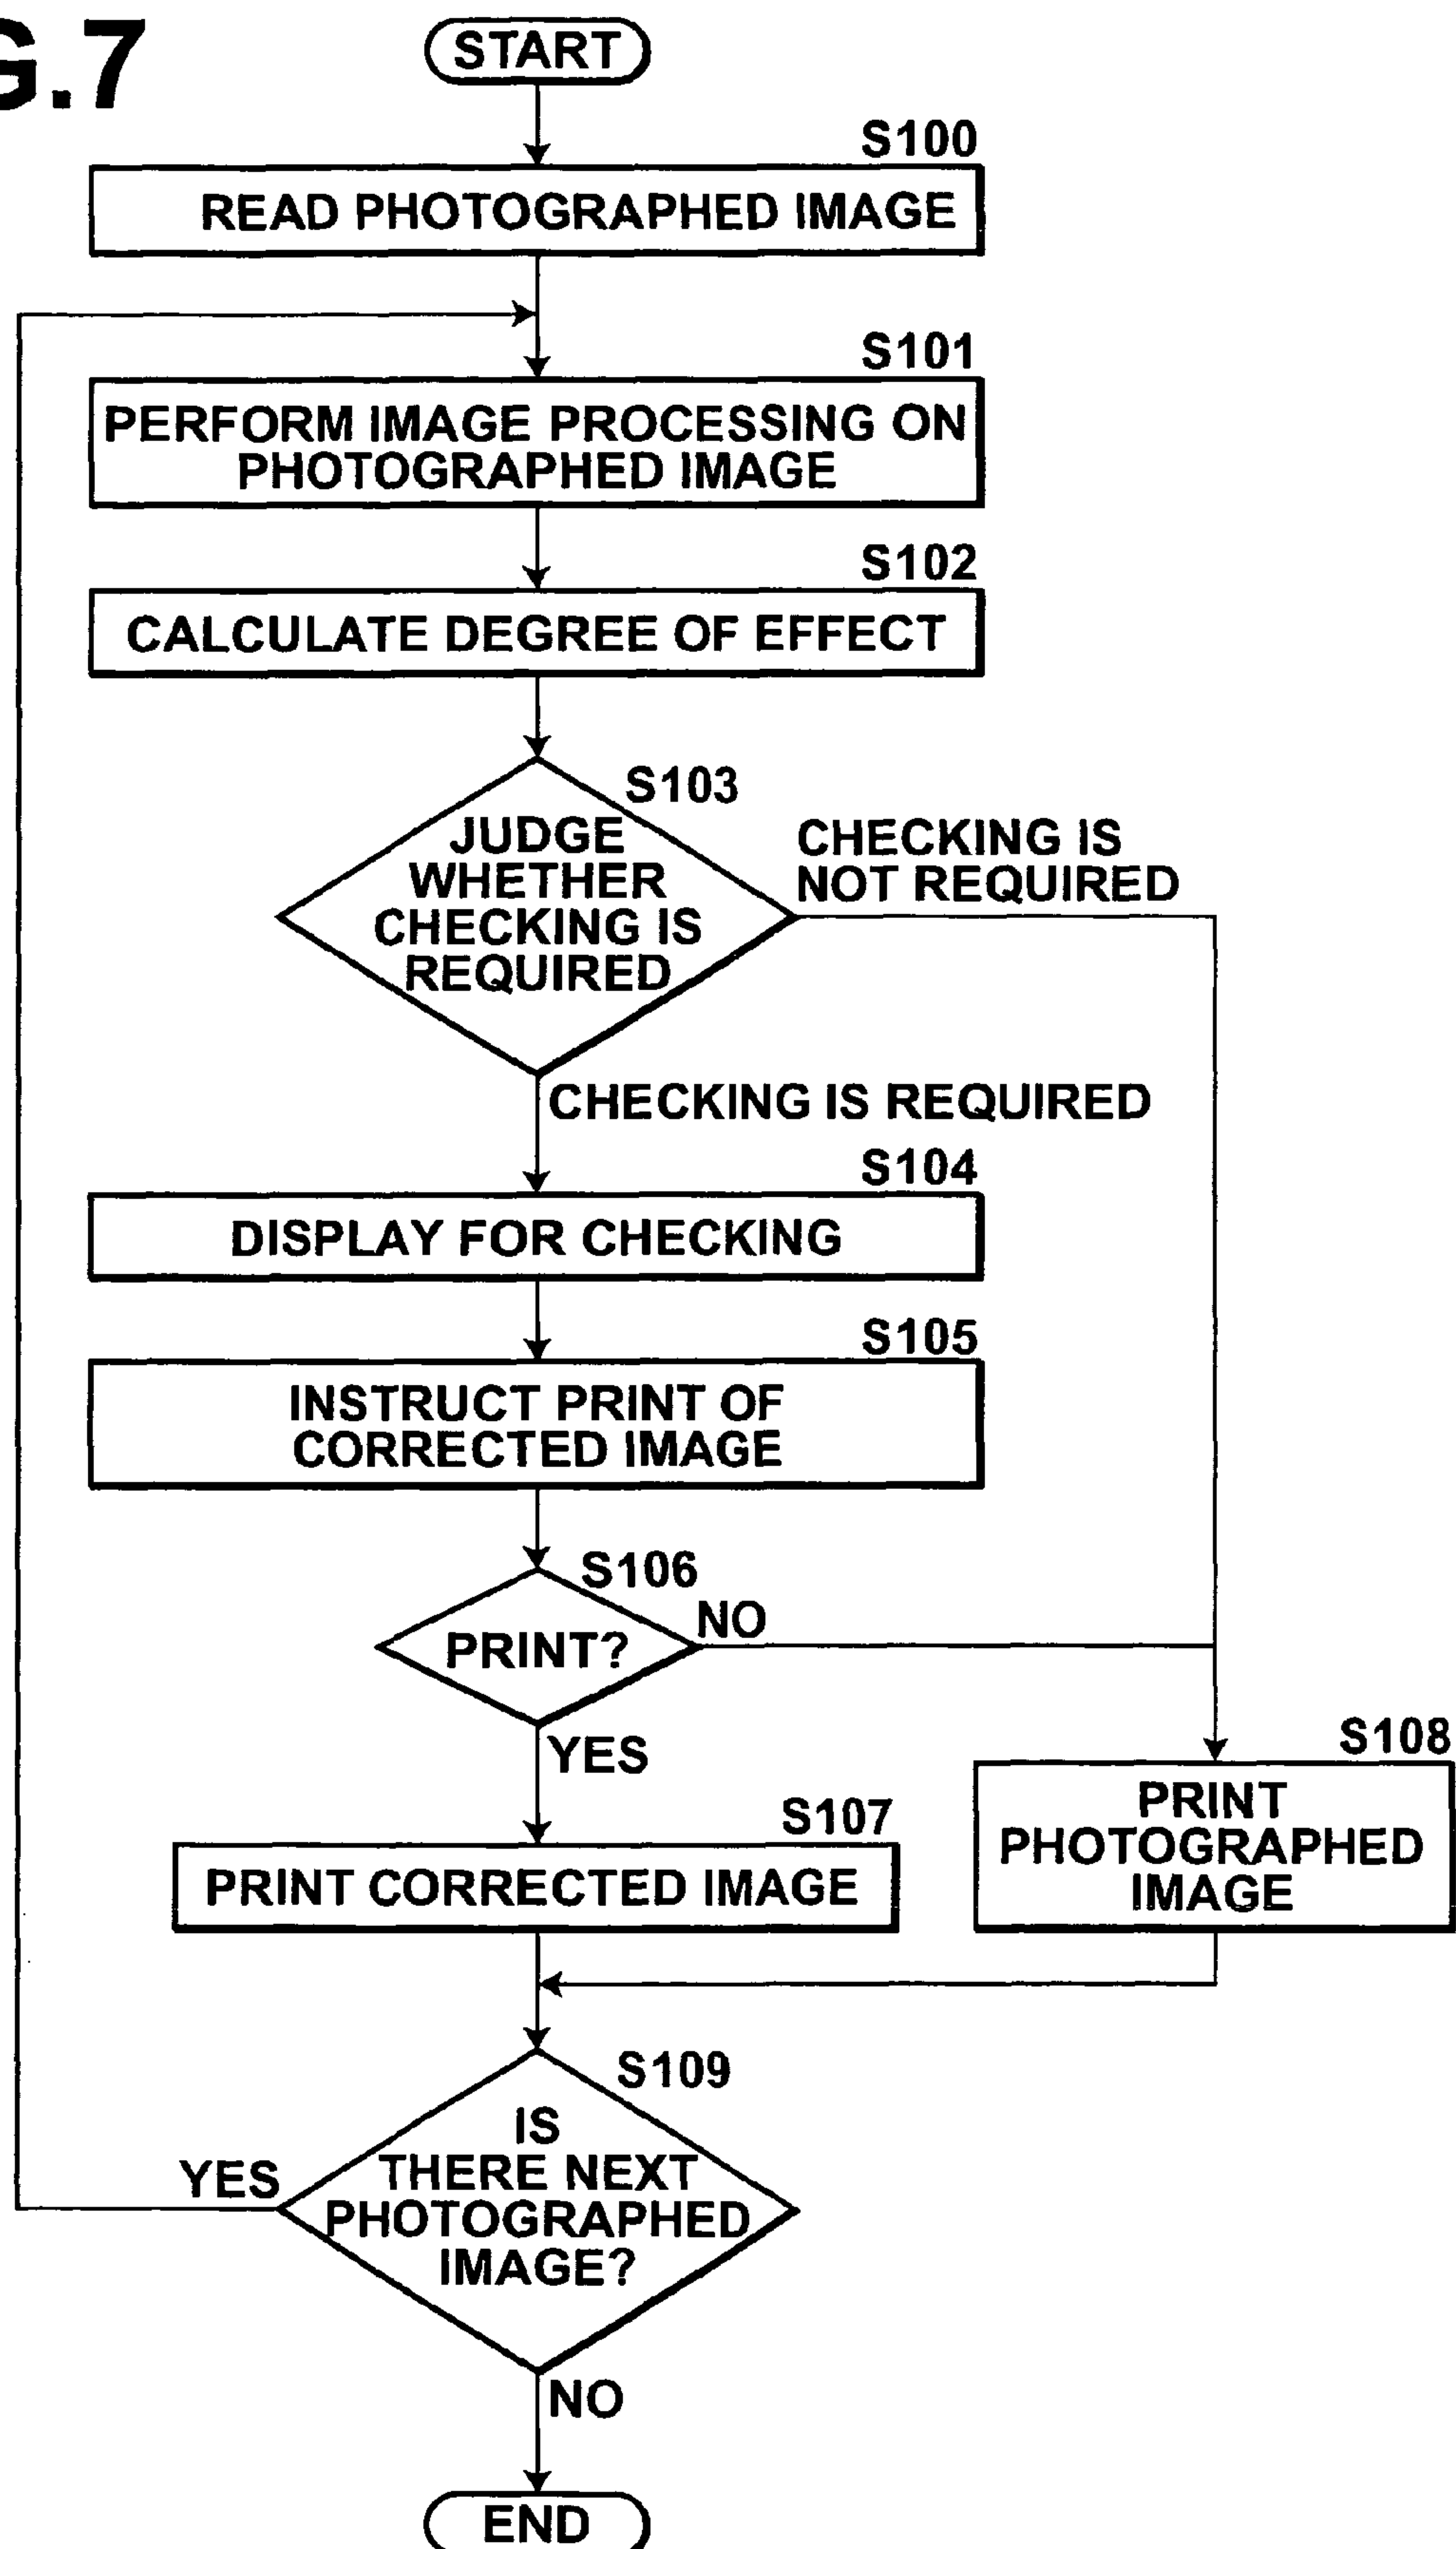 G.7
START
S100
READ PHOTOGRAPHED IMAGE
S101
PERFORM IMAGE PROCESSING ON
PHOTOGRAPHED IMAGE
S102
CALCULATE DEGREE OF EFFECT
S103
JUDGE
WHETHER
CHECKING IS
REQUIRED
CHECKING IS
NOT REQUIRED
CHECKING IS REQUIRED
S104
DISPLAY FOR CHECKING
S105
INSTRUCT PRINT OF
CORRECTED IMAGE
S106
PRINT?
NO
YES
S107
PRINT CORRECTED IMAGE
S108
PRINT
PHOTOGRAPHED
IMAGE
S109
IS
THERE NEXT
PHOTOGRAPHED
IMAGE?
YES
NO
END